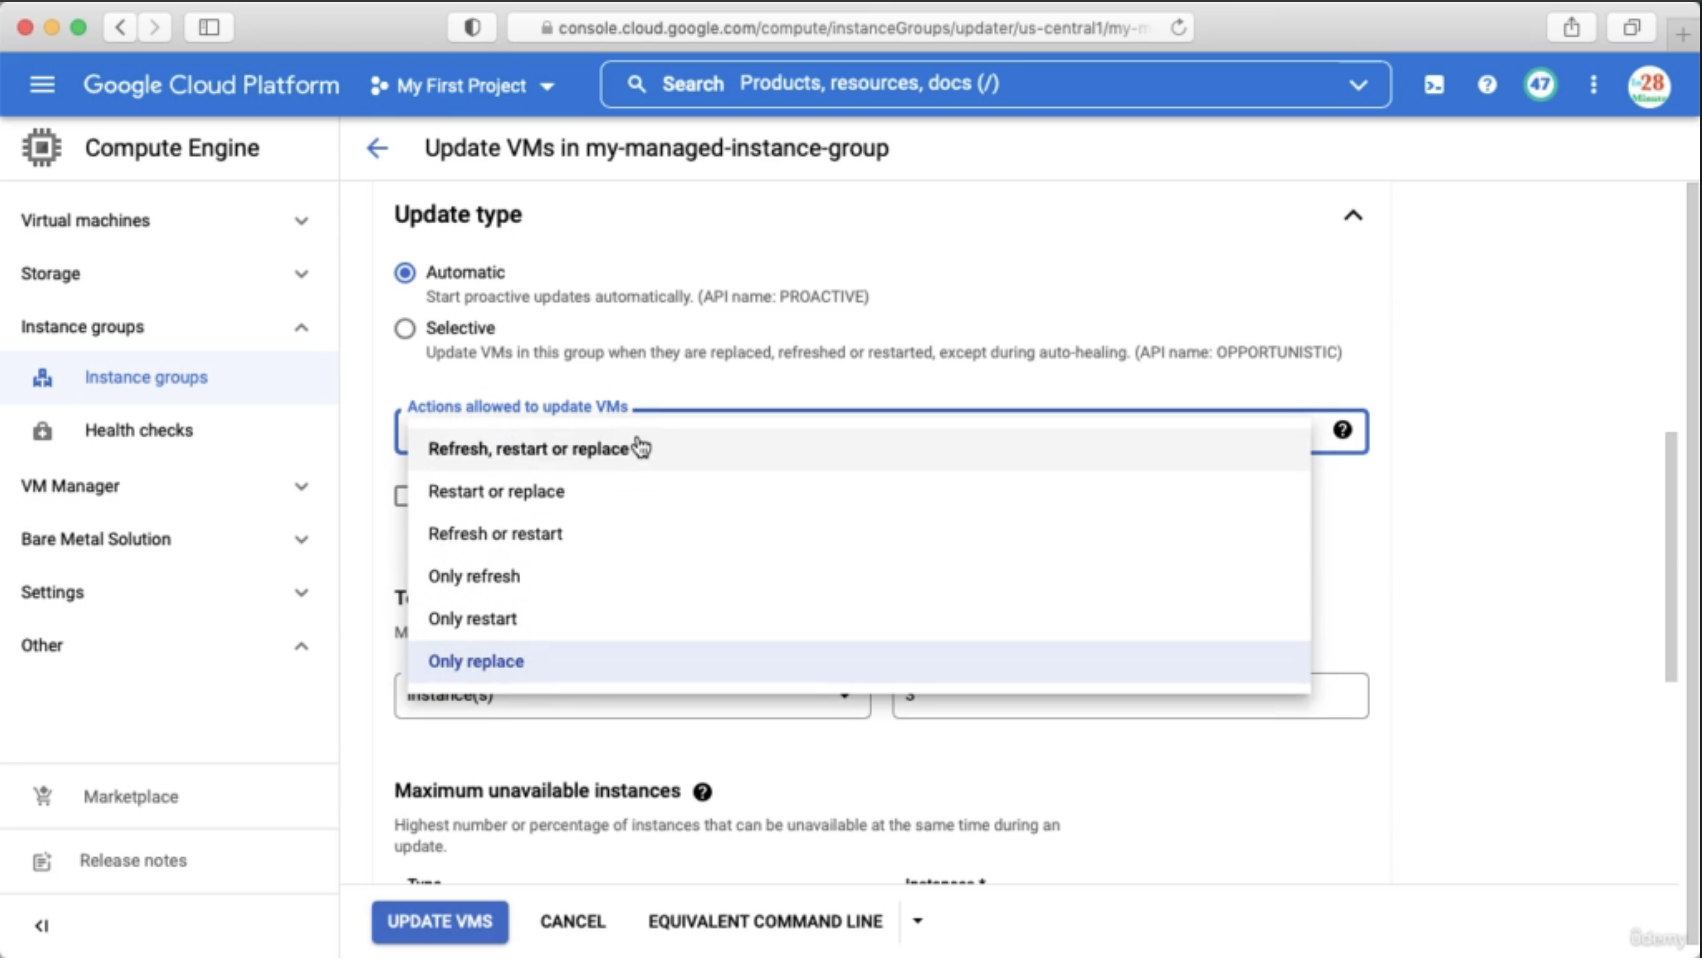 console.cloud.google.com/compute/instanceGroups/updater/us-central1/my-m
Google Cloud Platform
My First Project
Search Products, resources, docs (/)
47
28
Minute
Compute Engine
Update VMs in my-managed-instance-group
Virtual machines
Storage
Instance groups
Instance groups
Health checks
VM Manager
Bare Metal Solution
Settings
Other
Marketplace
Release notes
Update type
Automatic
Start proactive updates automatically. (API name: PROACTIVE)
Selective
Update VMs in this group when they are replaced, refreshed or restarted, except during auto-healing. (API name: OPPORTUNISTIC)
Actions allowed to update VMs
Refresh, restart or replace
Restart or replace
Refresh or restart
Only refresh
Only restart
Only replace
Instance(s)
3
Maximum unavailable instances
Highest number or percentage of instances that can be unavailable at the same time during an
update.
Type
Instances *
UPDATE VMS
CANCEL
EQUIVALENT COMMAND LINE
ûdemy